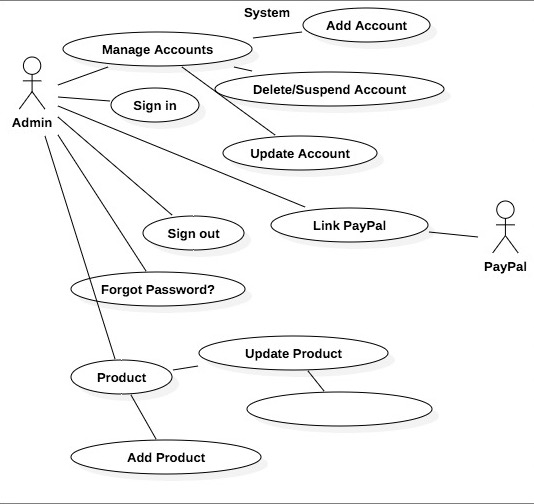 System
Add Account
Manage Accounts
Delete/Suspend Account
Sign in
Admin
Update Account
Link PayPal
Sign out
PayPal
Forgot Password?
Update Product
Product
Add Product